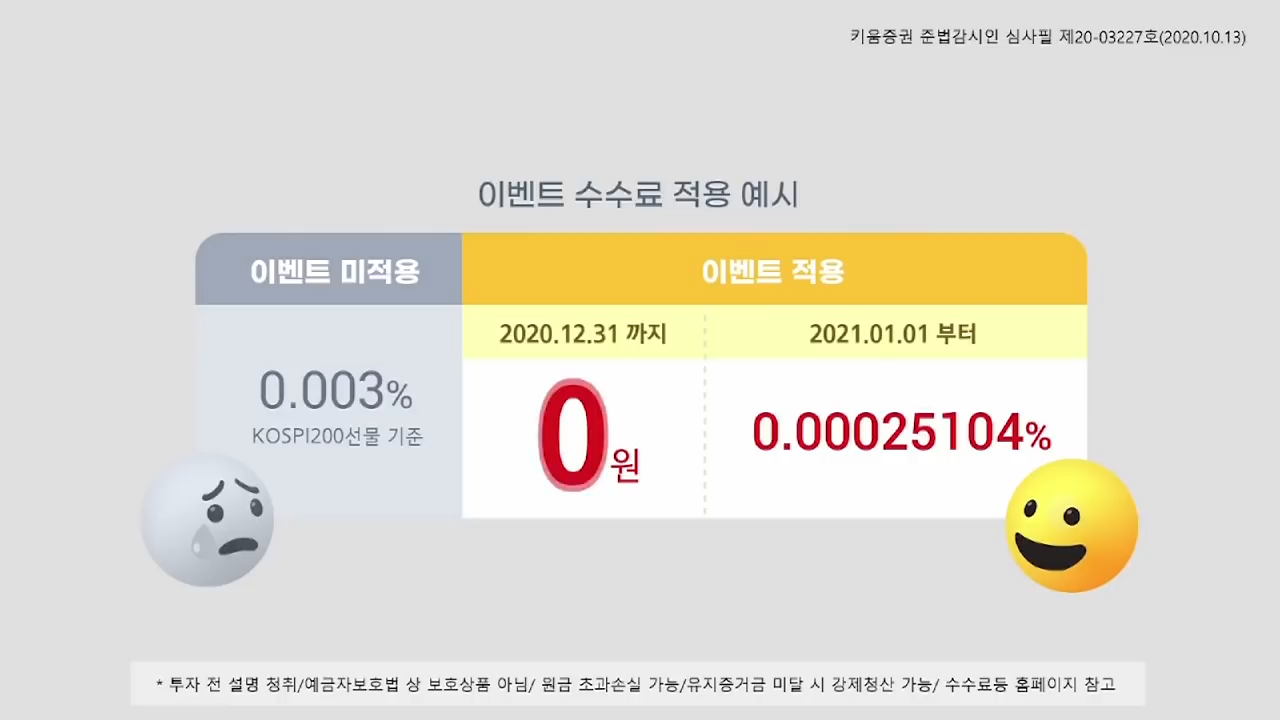 키움증권 준법감시인 심사필 제20-03227호(2020.10.13)
이벤트 수수료 적용 예시
이벤트 미적용
이벤트 적용
2020.12.31 까지
2021.01.01 부터
0.003%
KOSPI200선물 기준
0원
0.00025104%
* 투자 전 설명 청취/예금자보호법 상 보호상품 아님/ 원금 초과손실 가능/유지증거금 미달 시 강제청산 가능/ 수수료등 홈페이지 참고